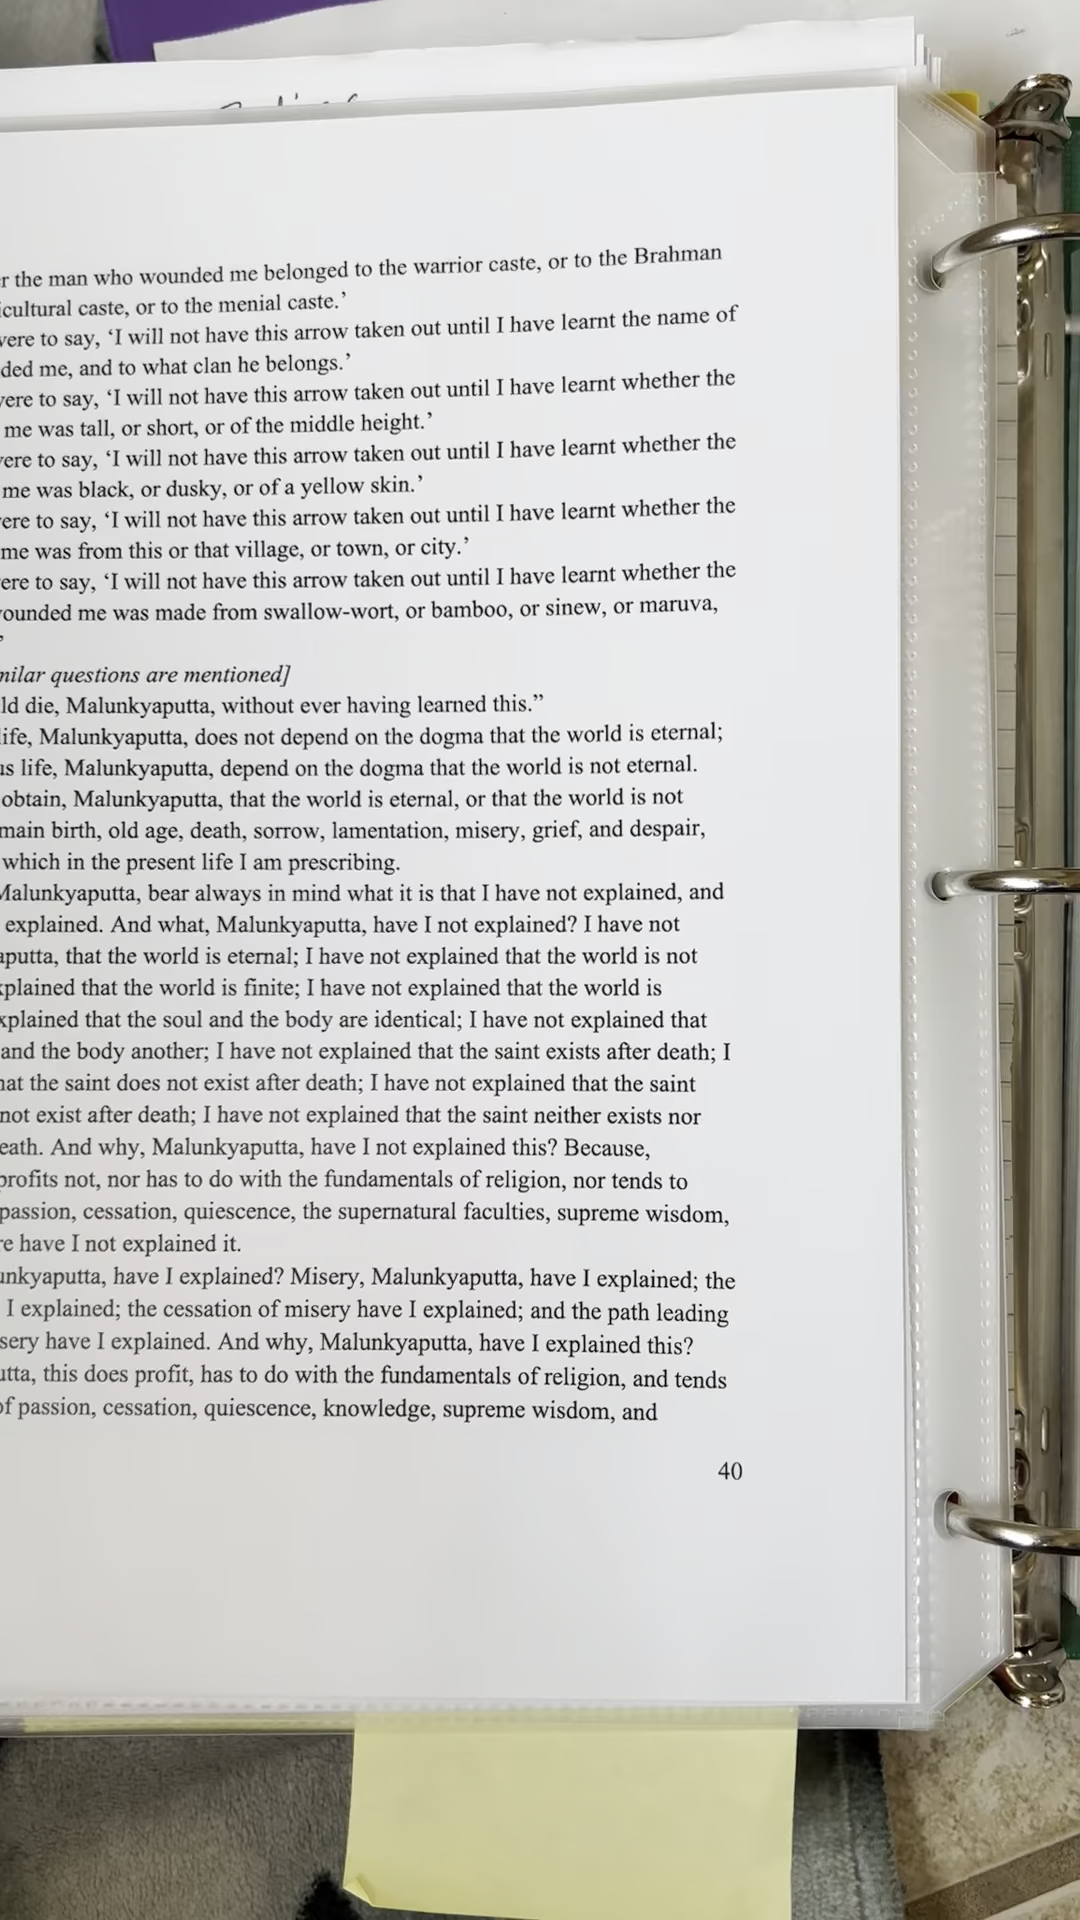 r the man who wounded me belonged to the warrior caste, or to the Brahman
icultural caste, or to the menial caste.’
vere to say, ‘I will not have this arrow taken out until I have learnt the name of
ded me, and to what clan he belongs.’
vere to say, ‘I will not have this arrow taken out until I have learnt whether the
me was tall, or short, or of the middle height.’
vere to say, ‘I will not have this arrow taken out until I have learnt whether the
me was black, or dusky, or of a yellow skin.’
ere to say, ‘I will not have this arrow taken out until I have learnt whether the
me was from this or that village, or town, or city.’
ere to say, ‘I will not have this arrow taken out until I have learnt whether the
ounded me was made from swallow-wort, or bamboo, or sinew, or maruva,
’
milar questions are mentioned]
ld die, Malunkyaputta, without ever having learned this.”
life, Malunkyaputta, does not depend on the dogma that the world is eternal;
us life, Malunkyaputta, depend on the dogma that the world is not eternal.
obtain, Malunkyaputta, that the world is eternal, or that the world is not
main birth, old age, death, sorrow, lamentation, misery, grief, and despair,
which in the present life I am prescribing.
Malunkyaputta, bear always in mind what it is that I have not explained, and
explained. And what, Malunkyaputta, have I not explained? I have not
aputta, that the world is eternal; I have not explained that the world is not
xplained that the world is finite; I have not explained that the world is
xplained that the soul and the body are identical; I have not explained that
and the body another; I have not explained that the saint exists after death; I
hat the saint does not exist after death; I have not explained that the saint
not exist after death; I have not explained that the saint neither exists nor
eath. And why, Malunkyaputta, have I not explained this? Because,
profits not, nor has to do with the fundamentals of religion, nor tends to
passion, cessation, quiescence, the supernatural faculties, supreme wisdom,
re have I not explained it.
unkyaputta, have I explained? Misery, Malunkyaputta, have I explained; the
I explained; the cessation of misery have I explained; and the path leading
sery have I explained. And why, Malunkyaputta, have I explained this?
utta, this does profit, has to do with the fundamentals of religion, and tends
of passion, cessation, quiescence, knowledge, supreme wisdom, and
40